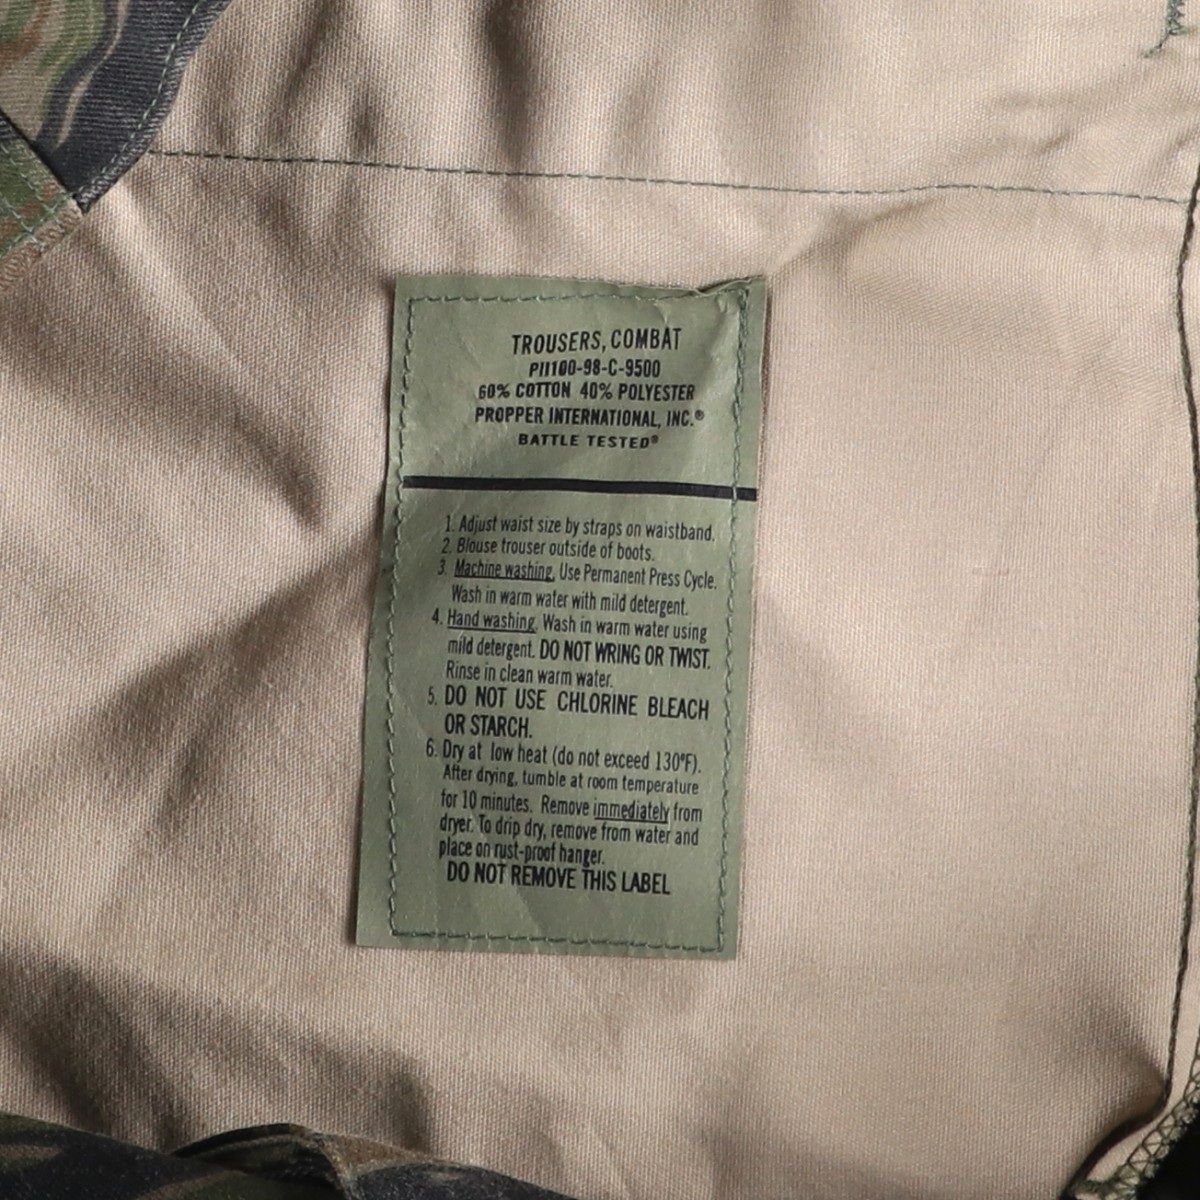 TROUSERS, COMBAT
PII100-98-C-9500
60% COTTON 40% POLYESTER
PROPPER INTERNATIONAL, INC.®
BATTLE TESTED®
1. Adjust waist size by straps on waistband.
2. Blouse trouser outside of boots.
3. Machine washing. Use Permanent Press Cycle.
Wash in warm water with mild detergent.
4. Hand washing. Wash in warm water using
mild detergent. DO NOT WRING OR TWIST.
Rinse in clean warm water.
5. DO NOT USE CHLORINE BLEACH
OR STARCH.
6. Dry at low heat (do not exceed 130°F).
After drying, tumble at room temperature
for 10 minutes. Remove immediately from
dryer. To drip dry, remove from water and
place on rust-proof hanger.
DO NOT REMOVE THIS LABEL